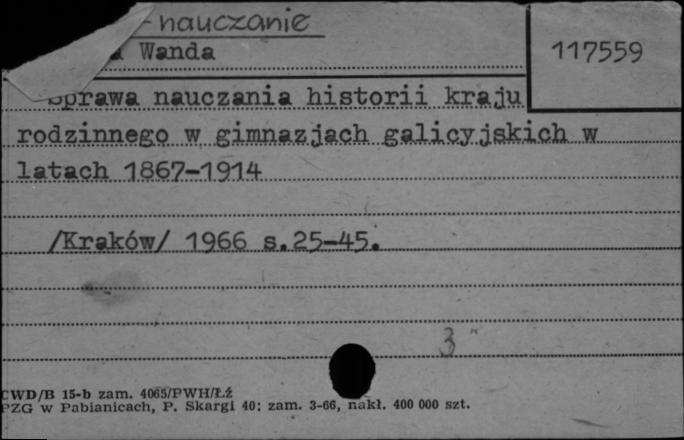 -nauczanie
a Wanda
117559
Sprawa nauczania historii kraju
rodzinnego w gimnazjach galicyjskich w
latach 1867-1914
/Kraków/ 1966 s.25-45.
3
CWD/B 15-b zam. 4065/PWH/Łź
PZG w Pabianicach, P. Skargi 40; zam. 3-66, nakł. 400 000 szt.